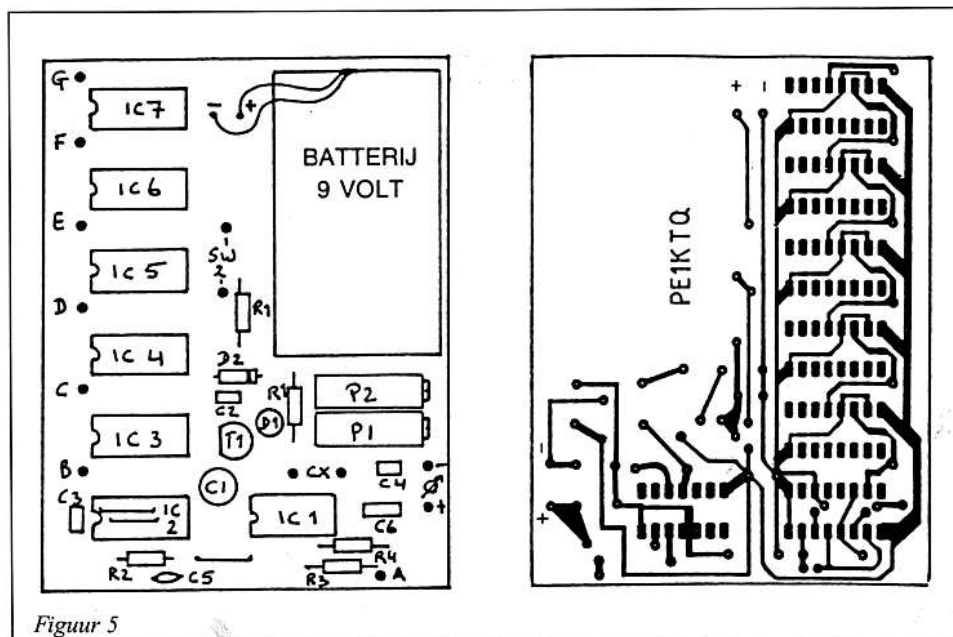 G
IC7
- +
F
BATTERIJ
9 VOLT
IC6
E
SW
2
IC5
D
R1
IC4
D2
C
C2
R1
D1
P2
IC3
T1
P1
B
CX
C4
-
C3
C1
IC
2
IC1
C6
+
R4
R2
C5
R3
A
+ -
PE1KTQ
-
+
Figuur 5